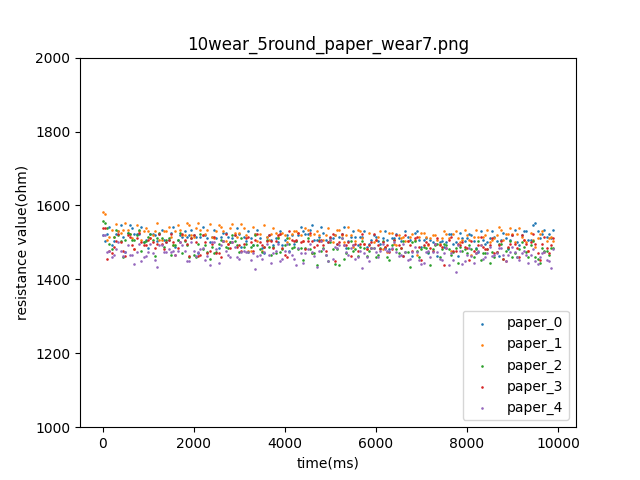 10wear_5round_paper_wear7.png
resistance value(ohm)
2000
1800
1600
1400
1200
1000
0
2000
4000
6000
8000
10000
time(ms)
paper_0
paper_1
paper_2
paper_3
paper_4